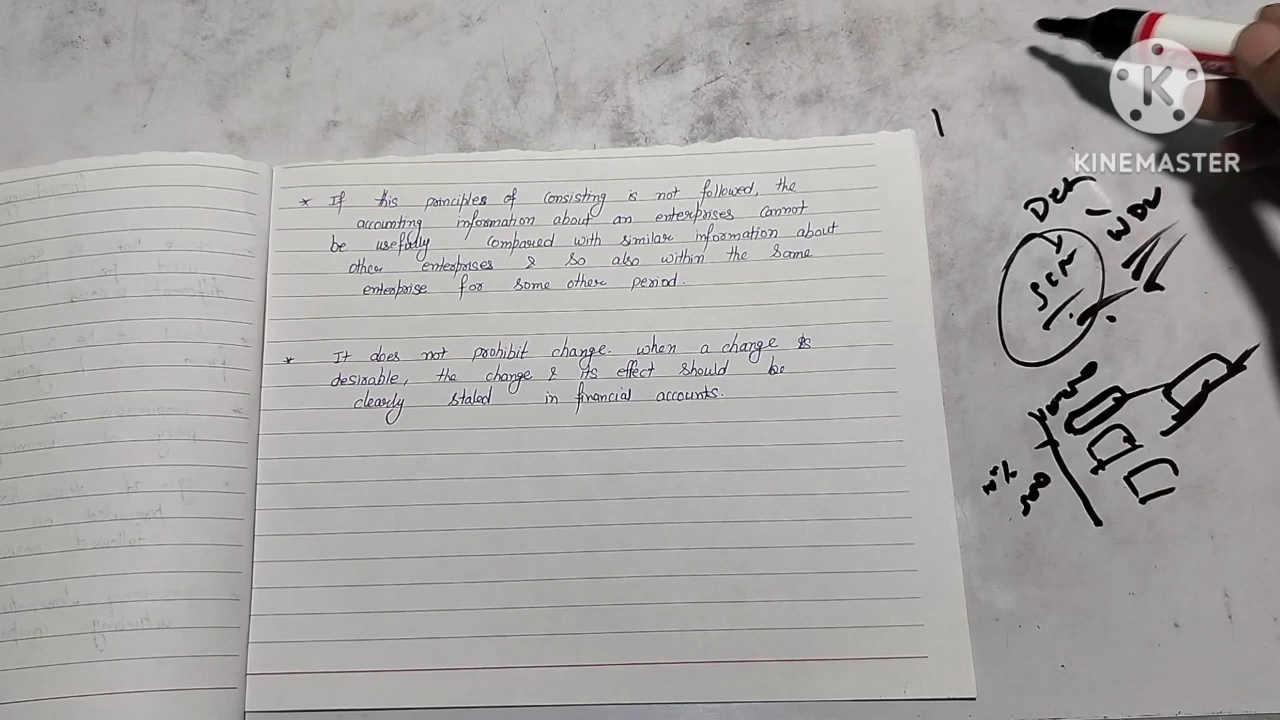 * If this principles of consisting is not followed, the
accounting information about an enterprises cannot
be usefully compared with similar information about
other enterprises & so also within the same
enterprise for some other period.
* It does not prohibit change. when a change is
desirable, the change & its effect should be
clearly stated in financial accounts.
KINEMASTER
WDV